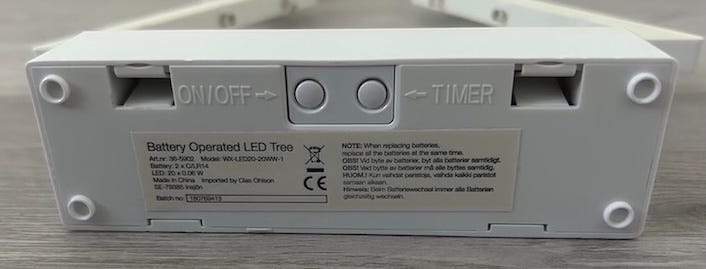 ON/OFF → ← TIMER
Battery Operated LED Tree
Art.nr: 36-5902 Model: WX-LED20-20WW-1
Battery: 2 x C/LR14
LED: 20 x 0.06 W
Made in China Imported by Clas Ohlson
SE-79385 Insjön
Batch no: 180769413
CE
NOTE: When replacing batteries,
replace all the batteries at the same time.
OBS! Vid byte av batterier, byt alla batterier samtidigt.
OBS! Ved bytte av batterier må alle byttes samtidig.
HUOM.! Kun vaihdat paristoja, vaihda kaikki paristot
samaan aikaan.
Hinweis: Beim Batteriewechsel immer alle Batterien
gleichzeitig wechseln.